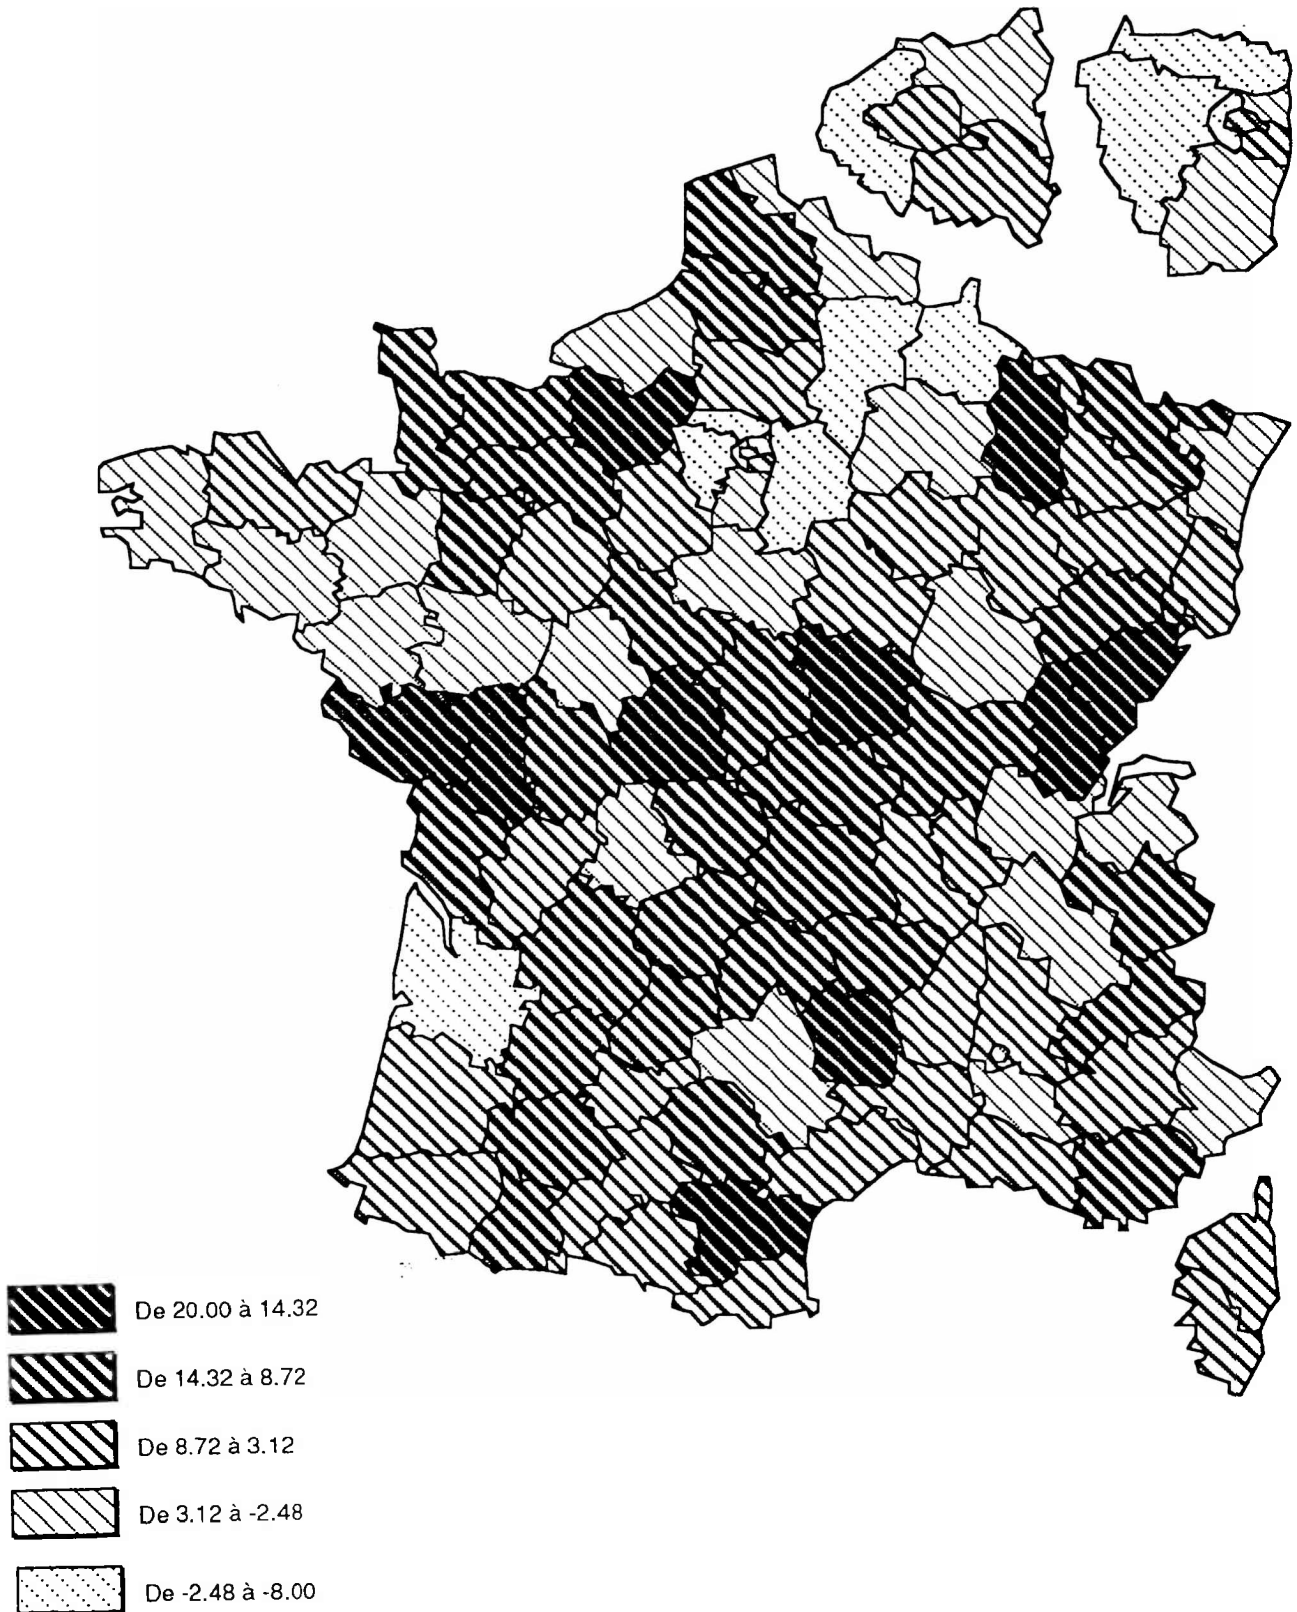 De 20.00 à 14.32
De 14.32 à 8.72
De 8.72 à 3.12
De 3.12 à -2.48
De -2.48 à -8.00